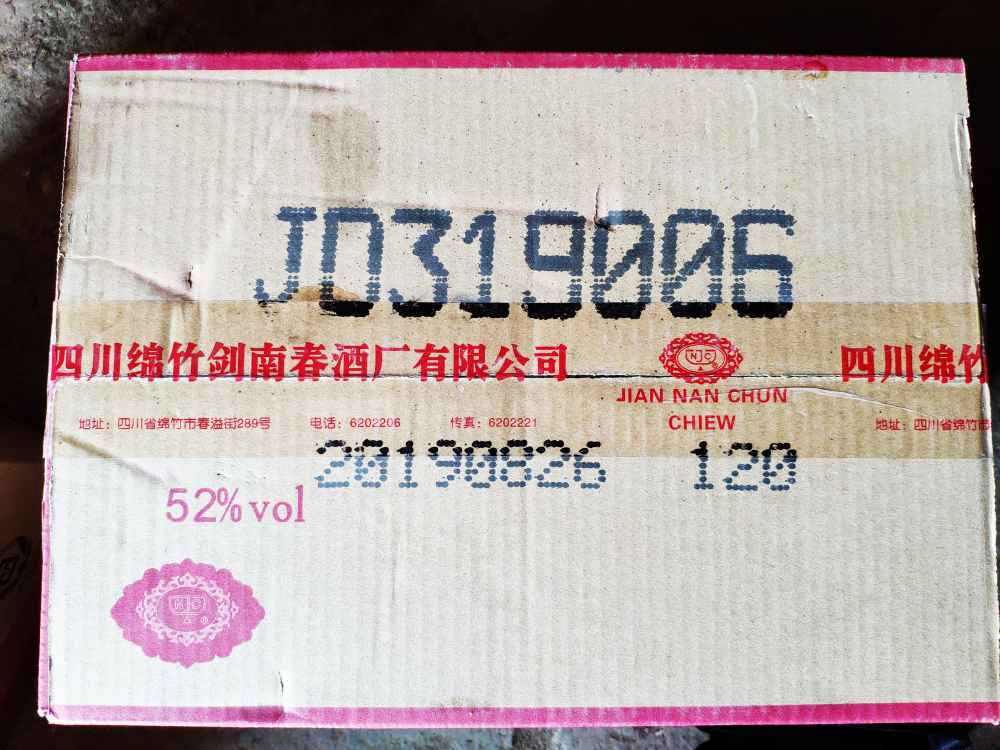 JD319006
四川绵竹剑南春酒厂有限公司 NJC 四川绵竹
JIAN NAN CHUN
CHIEW
地址：四川省绵竹市春溢街289号 电话：6202206 传真：6202221 地址：四川省绵竹市
20190826 120
52%vol
NJC
®